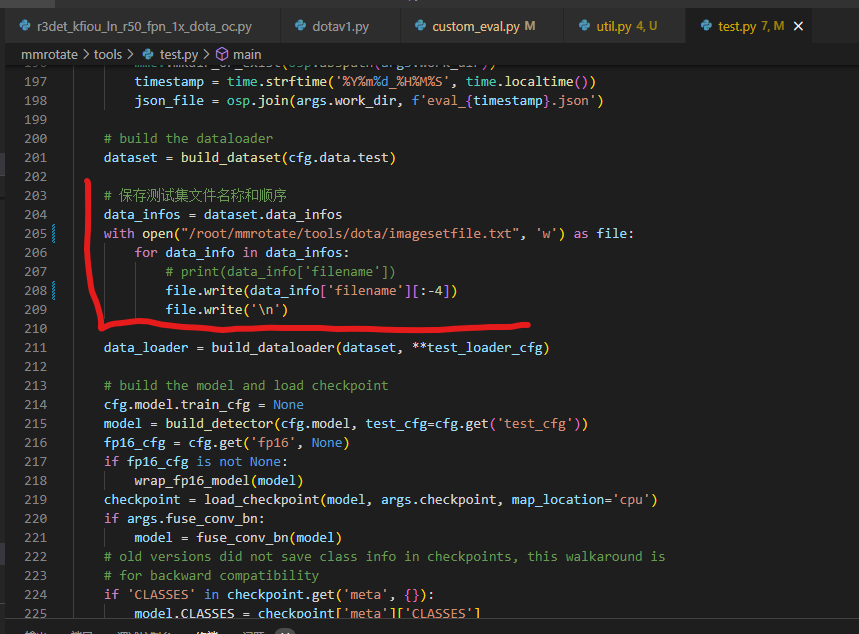 r3det_kfiou_ln_r50_fpn_1x_dota_oc.py
dotav1.py
custom_eval.py M
util.py 4, U
test.py 7, M
mmrotate > tools > test.py > main
196 mmcv.mkdir_or_exist(osp.abspath(args.work_dir))
197 timestamp = time.strftime('%Y%m%d_%H%M%S', time.localtime())
198 json_file = osp.join(args.work_dir, f'eval_{timestamp}.json')
199
200 # build the dataloader
201 dataset = build_dataset(cfg.data.test)
202
203 # 保存测试集文件名称和顺序
204 data_infos = dataset.data_infos
205 with open("/root/mmrotate/tools/dota/imagesetfile.txt", 'w') as file:
206 for data_info in data_infos:
207 # print(data_info['filename'])
208 file.write(data_info['filename'][:-4])
209 file.write('\n')
210
211 data_loader = build_dataloader(dataset, **test_loader_cfg)
212
213 # build the model and load checkpoint
214 cfg.model.train_cfg = None
215 model = build_detector(cfg.model, test_cfg=cfg.get('test_cfg'))
216 fp16_cfg = cfg.get('fp16', None)
217 if fp16_cfg is not None:
218 wrap_fp16_model(model)
219 checkpoint = load_checkpoint(model, args.checkpoint, map_location='cpu')
220 if args.fuse_conv_bn:
221 model = fuse_conv_bn(model)
222 # old versions did not save class info in checkpoints, this walkaround is
223 # for backward compatibility
224 if 'CLASSES' in checkpoint.get('meta', {}):
225 model.CLASSES = checkpoint['meta']['CLASSES']